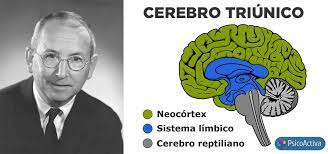 CEREBRO TRIÚNICO
Neocórtex
Sistema límbico
Cerebro reptiliano
PsicoActiva